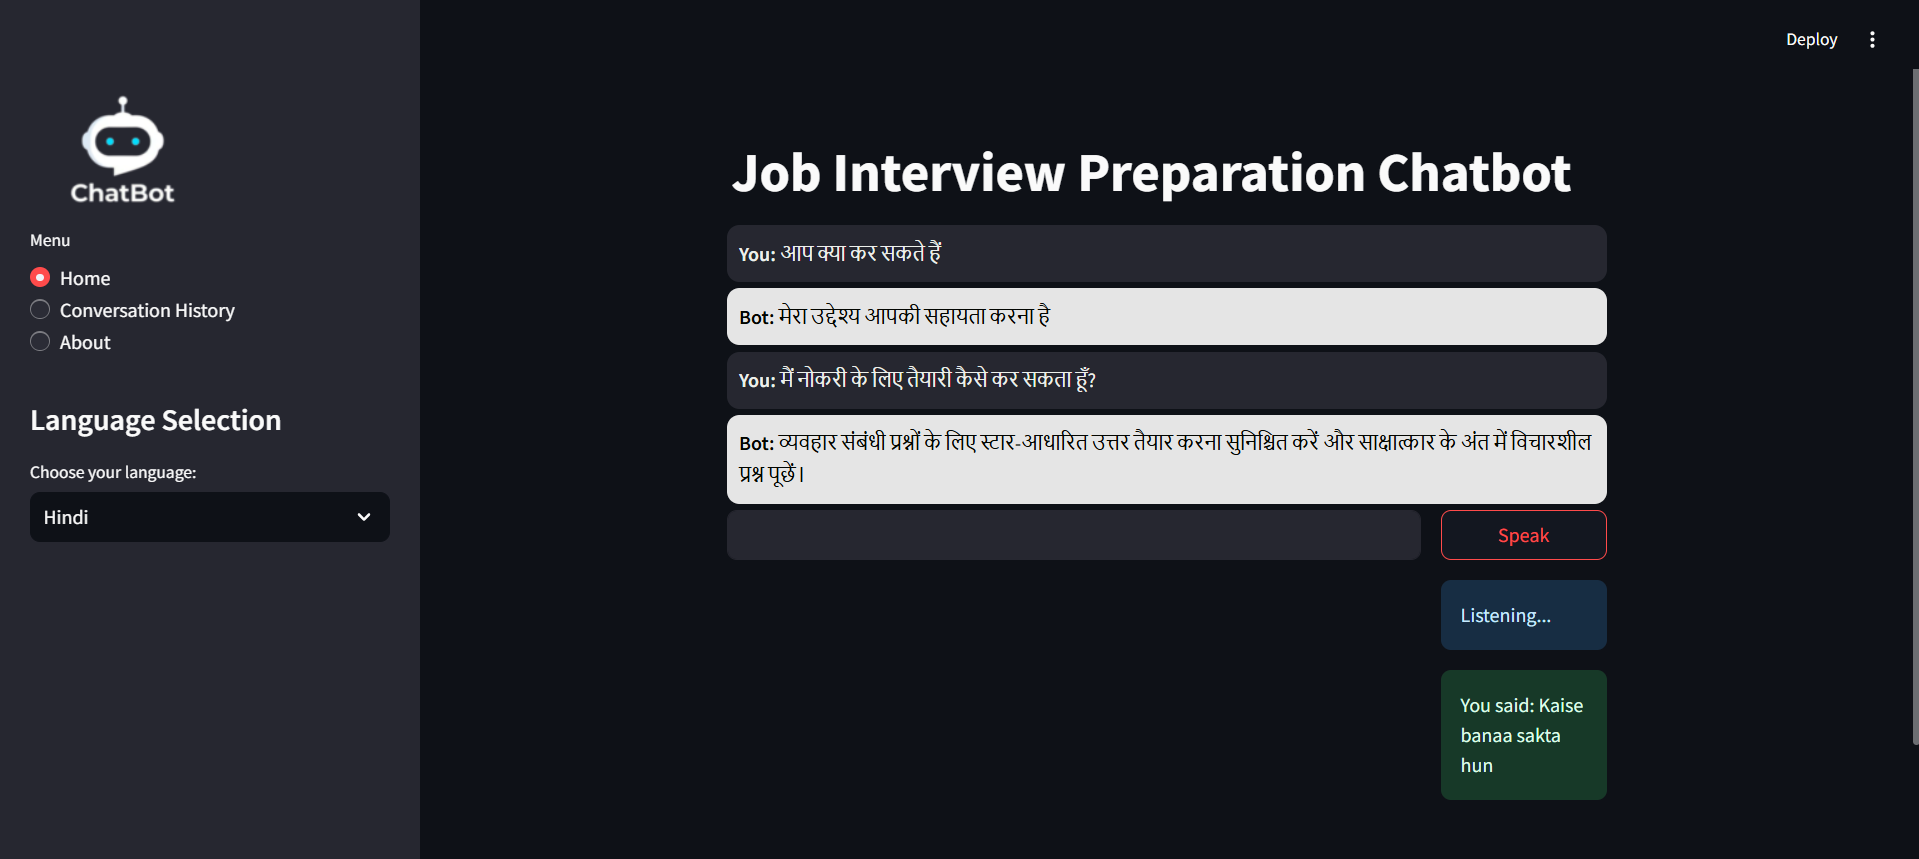 Deploy
ChatBot
Menu
Home
Conversation History
About
Language Selection
Choose your language:
Hindi
Job Interview Preparation Chatbot
You: आप क्या कर सकते हैं
Bot: मेरा उद्देश्य आपकी सहायता करना है
You: मैं नोकरी के लिए तैयारी कैसे कर सकता हूँ?
Bot: व्यवहार संबंधी प्रश्नों के लिए स्टार-आधारित उत्तर तैयार करना सुनिश्चित करें और साक्षात्कार के अंत में विचारशील
प्रश्न पूछें।
Speak
Listening...
You said: Kaise
banaa sakta
hun